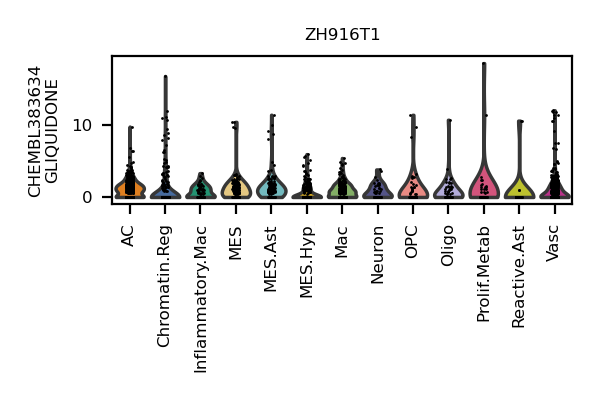 ZH916T1
CHEMBL383634
GLIQUIDONE
10
0
AC
Chromatin.Reg
Inflammatory.Mac
MES
MES.Ast
MES.Hyp
Mac
Neuron
OPC
Oligo
Prolif.Metab
Reactive.Ast
Vasc